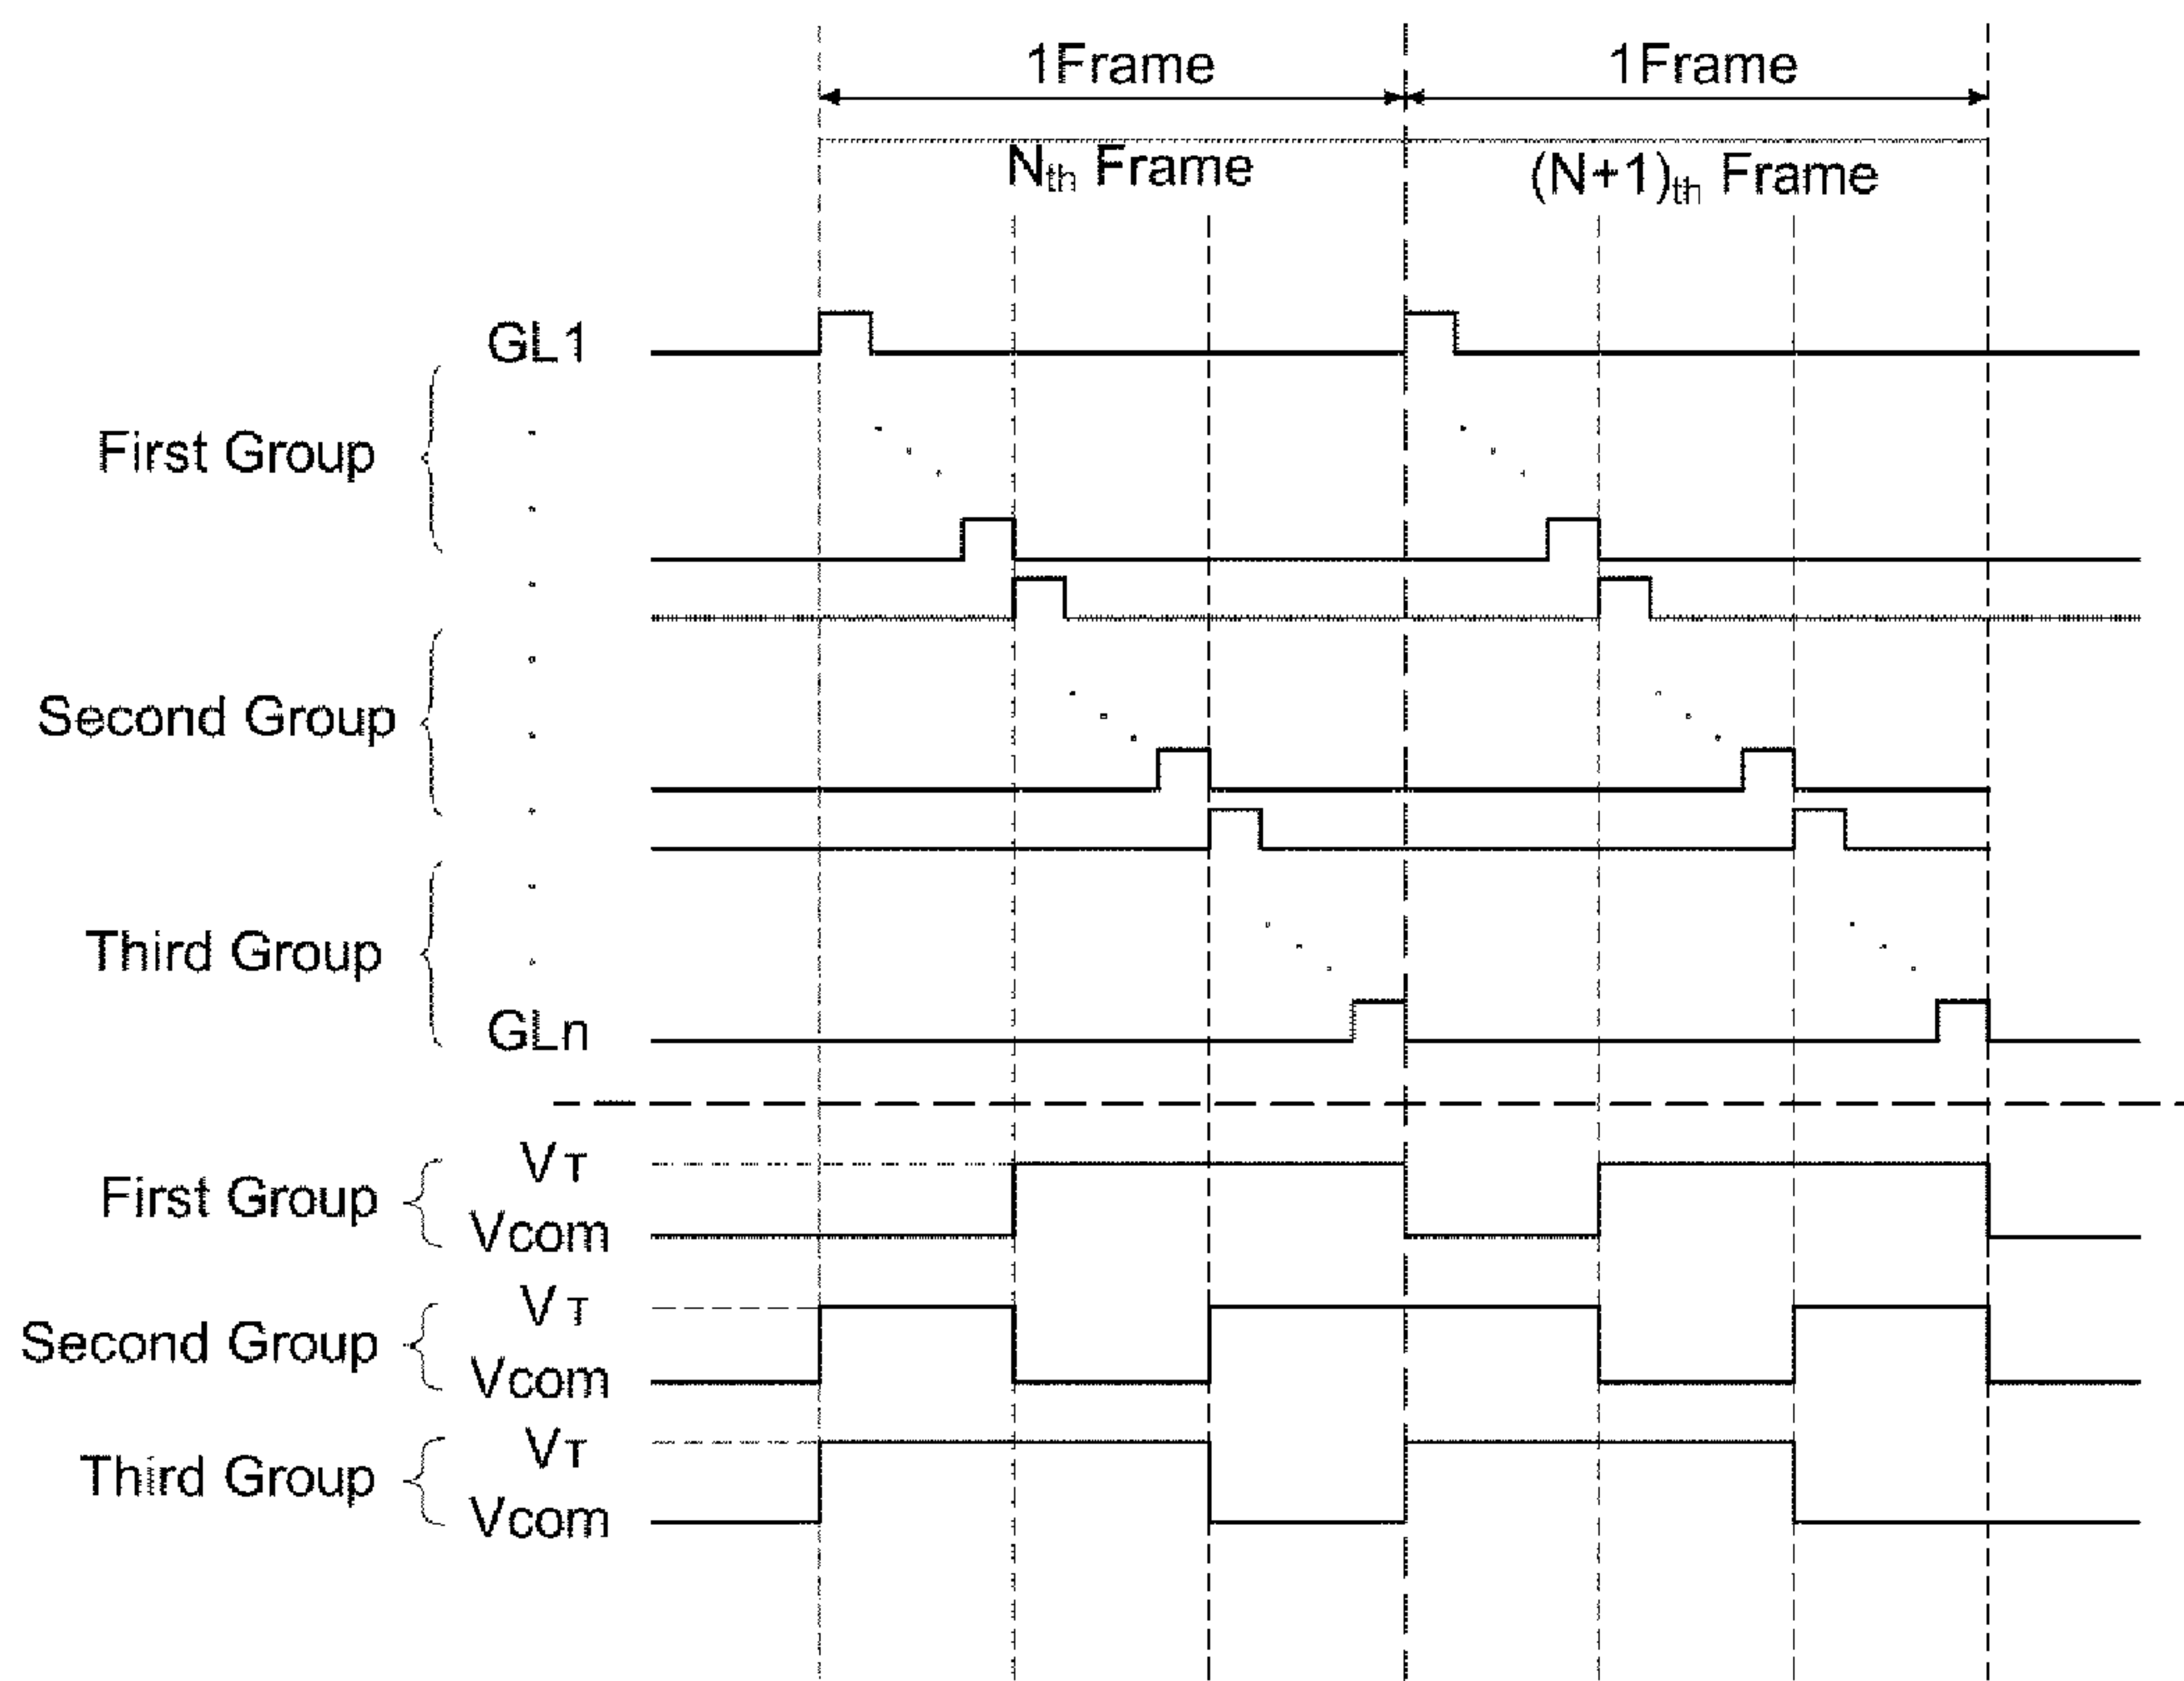 1Frame 1Frame
Nth Frame (N+1)th Frame
GL1
First Group
Second Group
Third Group
GLn
VT
First Group
Vcom
VT
Second Group
Vcom
VT
Third Group
Vcom